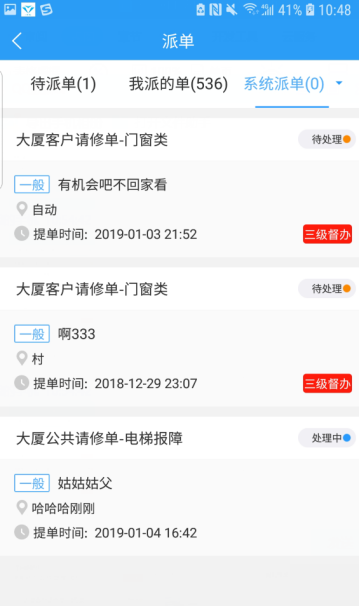 41% 10:48
派单
待派单(1) 我派的单(536) 系统派单(0)
大厦客户请修单-门窗类 待处理
一般 有机会吧不回家看
自动
提单时间: 2019-01-03 21:52 三级督办
大厦客户请修单-门窗类 待处理
一般 啊333
村
提单时间: 2018-12-29 23:07 三级督办
大厦公共请修单-电梯报障 处理中
一般 姑姑姑父
哈哈哈刚刚
提单时间: 2019-01-04 16:42